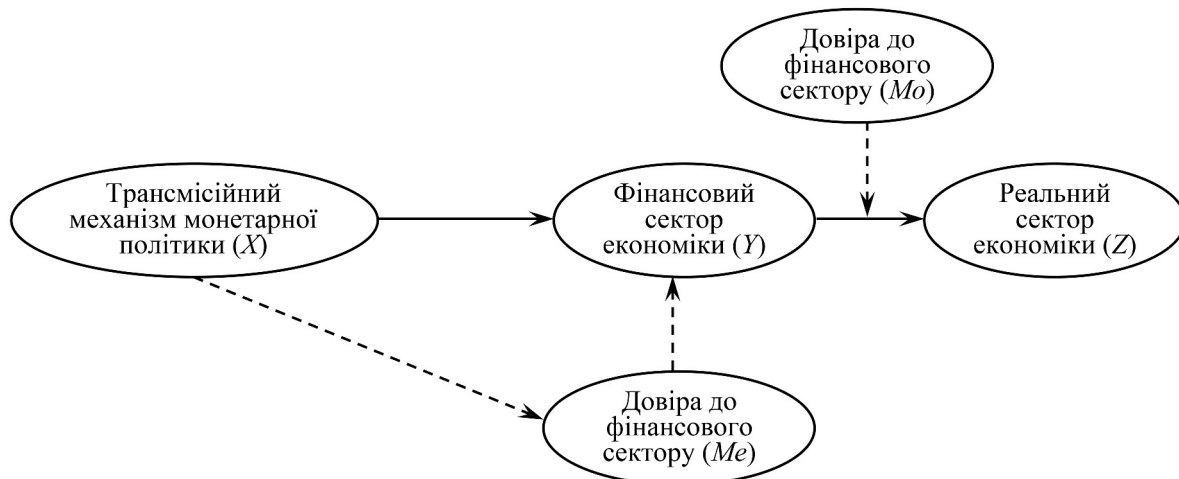 Довіра до
фінансового
сектору (Mo)
Трансмісійний
механізм монетарної
політики (X)
Фінансовий
сектор
економіки (Y)
Реальний
сектор
економіки (Z)
Довіра до
фінансового
сектору (Me)